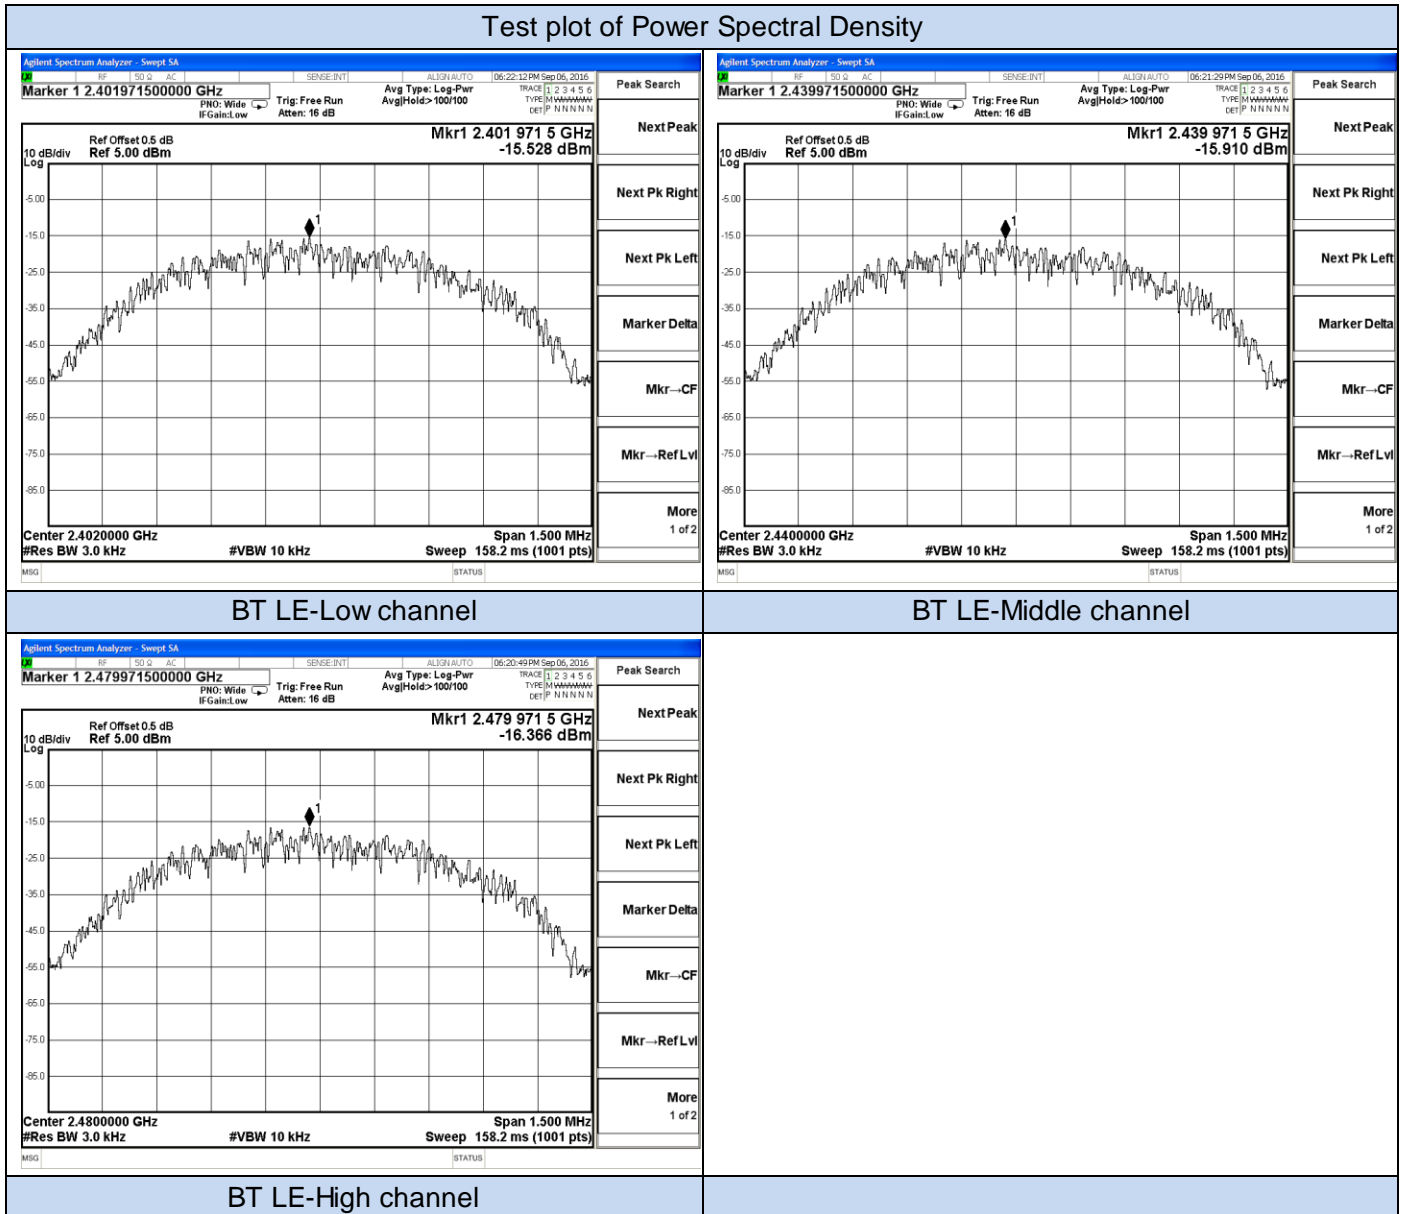 Test plot of Power Spectral Density
Agilent Spectrum Analyzer - Swept SA
LXI RF 50 Ω AC SENSE:INT ALIGN AUTO 06:22:12 PM Sep 06, 2016
Marker 1 2.401971500000 GHz
PNO: Wide
IFGain:Low
Trig: Free Run
Atten: 16 dB
Avg Type: Log-Pwr
Avg|Hold:> 100/100
TRACE 1 2 3 4 5 6
TYPE M WWWWW
DET P N N N N N
Ref Offset 0.5 dB
10 dB/div Ref 5.00 dBm
Log
Mkr1 2.401 971 5 GHz
-15.528 dBm
1
-5.00
-15.0
-25.0
-35.0
-45.0
-55.0
-65.0
-75.0
-85.0
Center 2.4020000 GHz Span 1.500 MHz
#Res BW 3.0 kHz #VBW 10 kHz Sweep 158.2 ms (1001 pts)
MSG STATUS
Peak Search
Next Peak
Next Pk Right
Next Pk Left
Marker Delta
Mkr→CF
Mkr→Ref Lvl
More
1 of 2
Agilent Spectrum Analyzer - Swept SA
LXI RF 50 Ω AC SENSE:INT ALIGN AUTO 06:21:29 PM Sep 06, 2016
Marker 1 2.439971500000 GHz
PNO: Wide
IFGain:Low
Trig: Free Run
Atten: 16 dB
Avg Type: Log-Pwr
Avg|Hold:> 100/100
TRACE 1 2 3 4 5 6
TYPE M WWWWW
DET P N N N N N
Ref Offset 0.5 dB
10 dB/div Ref 5.00 dBm
Log
Mkr1 2.439 971 5 GHz
-15.910 dBm
1
-5.00
-15.0
-25.0
-35.0
-45.0
-55.0
-65.0
-75.0
-85.0
Center 2.4400000 GHz Span 1.500 MHz
#Res BW 3.0 kHz #VBW 10 kHz Sweep 158.2 ms (1001 pts)
MSG STATUS
Peak Search
Next Peak
Next Pk Right
Next Pk Left
Marker Delta
Mkr→CF
Mkr→Ref Lvl
More
1 of 2
BT LE-Low channel
BT LE-Middle channel
Agilent Spectrum Analyzer - Swept SA
LXI RF 50 Ω AC SENSE:INT ALIGN AUTO 06:20:49 PM Sep 06, 2016
Marker 1 2.479971500000 GHz
PNO: Wide
IFGain:Low
Trig: Free Run
Atten: 16 dB
Avg Type: Log-Pwr
Avg|Hold:> 100/100
TRACE 1 2 3 4 5 6
TYPE M WWWWW
DET P N N N N N
Ref Offset 0.5 dB
10 dB/div Ref 5.00 dBm
Log
Mkr1 2.479 971 5 GHz
-16.366 dBm
1
-5.00
-15.0
-25.0
-35.0
-45.0
-55.0
-65.0
-75.0
-85.0
Center 2.4800000 GHz Span 1.500 MHz
#Res BW 3.0 kHz #VBW 10 kHz Sweep 158.2 ms (1001 pts)
MSG STATUS
Peak Search
Next Peak
Next Pk Right
Next Pk Left
Marker Delta
Mkr→CF
Mkr→Ref Lvl
More
1 of 2
BT LE-High channel